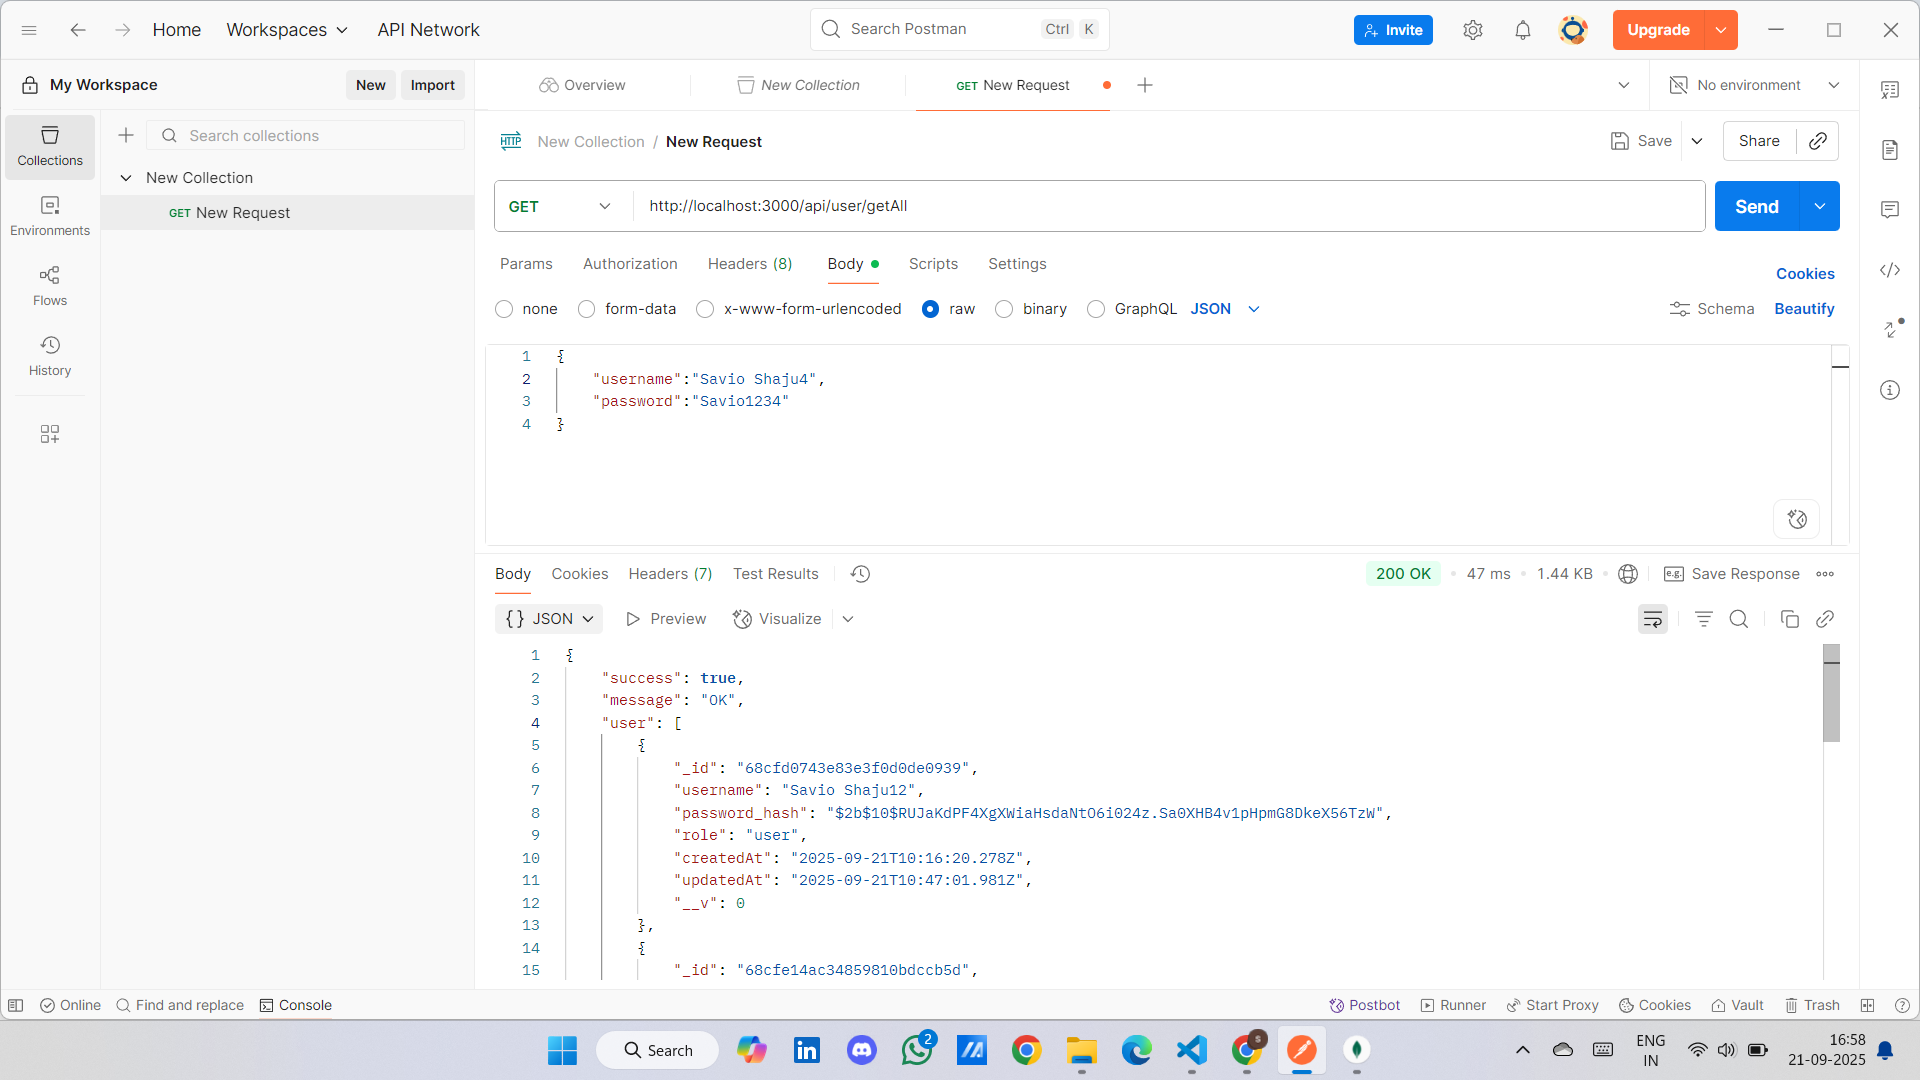 Home Workspaces API Network Search Postman Ctrl K Invite Upgrade
My Workspace New Import Overview New Collection GET New Request No environment
Collections
Environments
Flows
History
Search collections
New Collection
GET New Request
HTTP New Collection / New Request Save Share
GET http://localhost:3000/api/user/getAll Send
Params Authorization Headers (8) Body Scripts Settings Cookies
none form-data x-www-form-urlencoded raw binary GraphQL JSON Schema Beautify
1 {
2 "username":"Savio Shaju4",
3 "password":"Savio1234"
4 }
Body Cookies Headers (7) Test Results 200 OK 47 ms 1.44 KB e.g. Save Response
{} JSON Preview Visualize
1 {
2 "success": true,
3 "message": "OK",
4 "user": [
5 {
6 "_id": "68cfd0743e83e3f0d0de0939",
7 "username": "Savio Shaju12",
8 "password_hash": "$2b$10$RUJaKdPF4XgXWiaHsdaNtO6i024z.Sa0XHB4v1pHpmG8DkeX56TzW",
9 "role": "user",
10 "createdAt": "2025-09-21T10:16:20.278Z",
11 "updatedAt": "2025-09-21T10:47:01.981Z",
12 "__v": 0
13 },
14 {
15 "_id": "68cfe14ac34859810bdccb5d",
Online Find and replace Console Postbot Runner Start Proxy Cookies Vault Trash
Search 2 S ENG 16:58
IN 21-09-2025